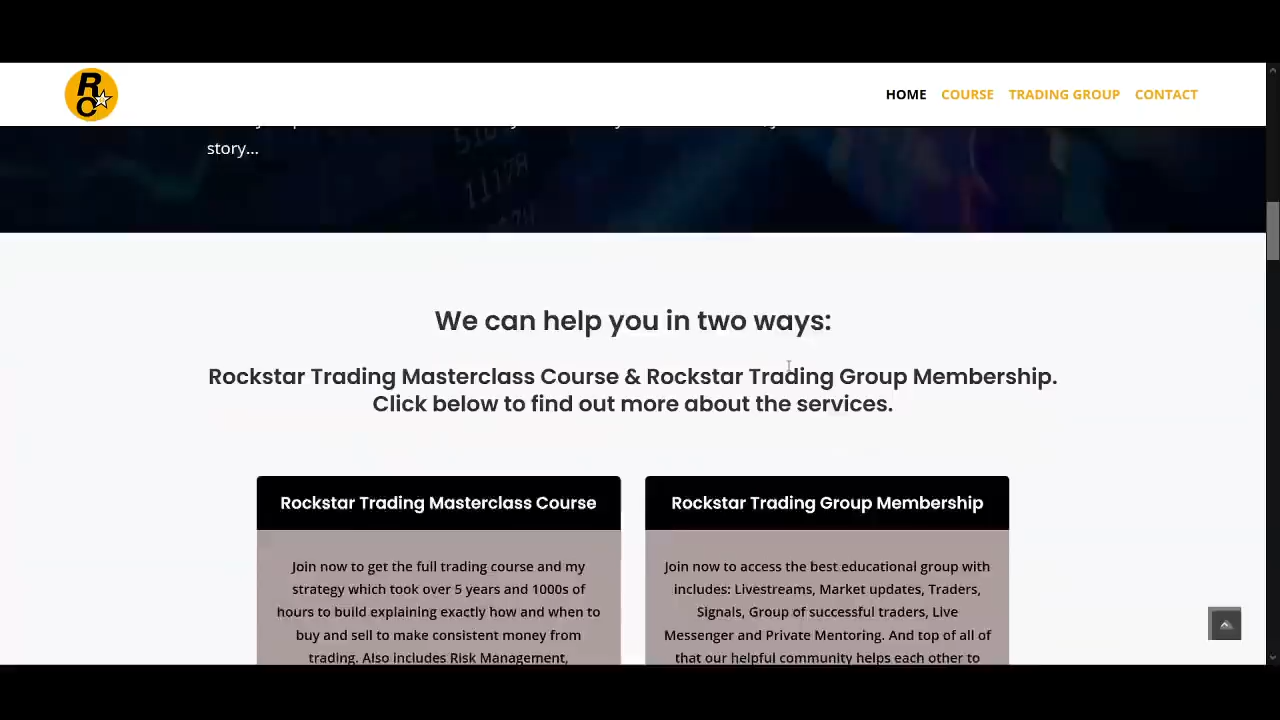 RC
HOME COURSE TRADING GROUP CONTACT
story...
We can help you in two ways:
Rockstar Trading Masterclass Course & Rockstar Trading Group Membership.
Click below to find out more about the services.
Rockstar Trading Masterclass Course
Join now to get the full trading course and my
strategy which took over 5 years and 1000s of
hours to build explaining exactly how and when to
buy and sell to make consistent money from
trading. Also includes Risk Management,
Rockstar Trading Group Membership
Join now to access the best educational group with
includes: Livestreams, Market updates, Traders,
Signals, Group of successful traders, Live
Messenger and Private Mentoring. And top of all of
that our helpful community helps each other to